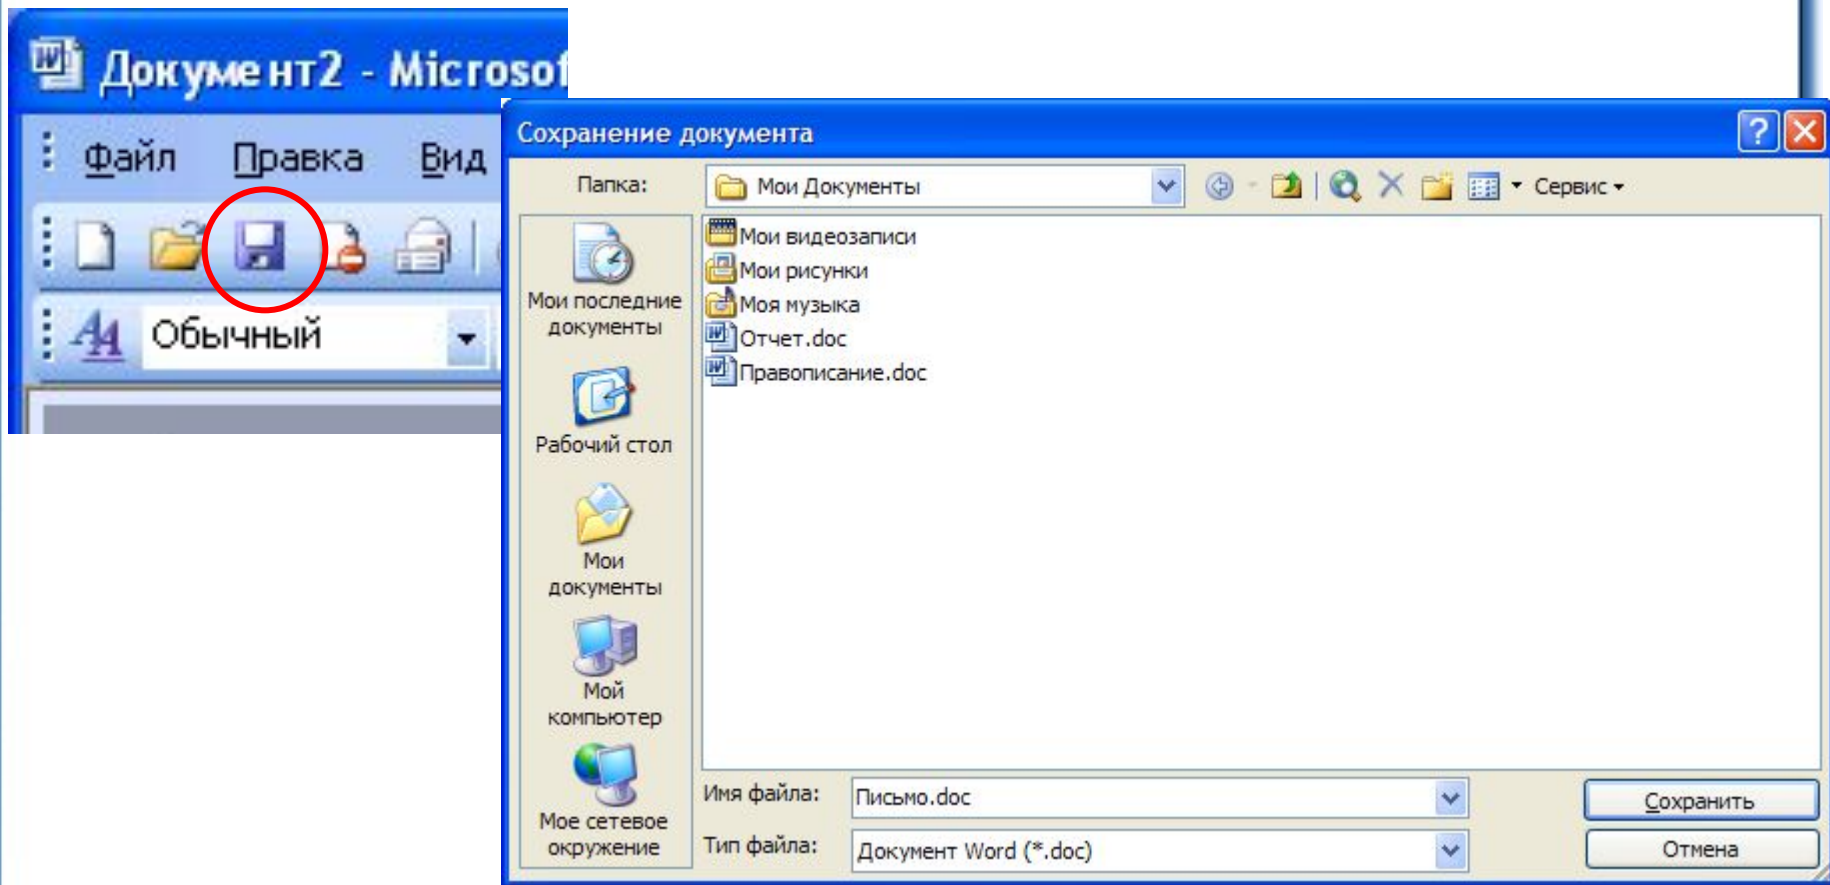 Документ2 - Microsof
Файл Правка Вид
Обычный
Сохранение документа
Папка: Мои Документы Сервис
Мои последние
документы
Рабочий стол
Мои
документы
Мой
компьютер
Мое сетевое
окружение
Мои видеозаписи
Мои рисунки
Моя музыка
Отчет.doc
Правописание.doc
Имя файла: Письмо.doc Сохранить
Тип файла: Документ Word (*.doc) Отмена